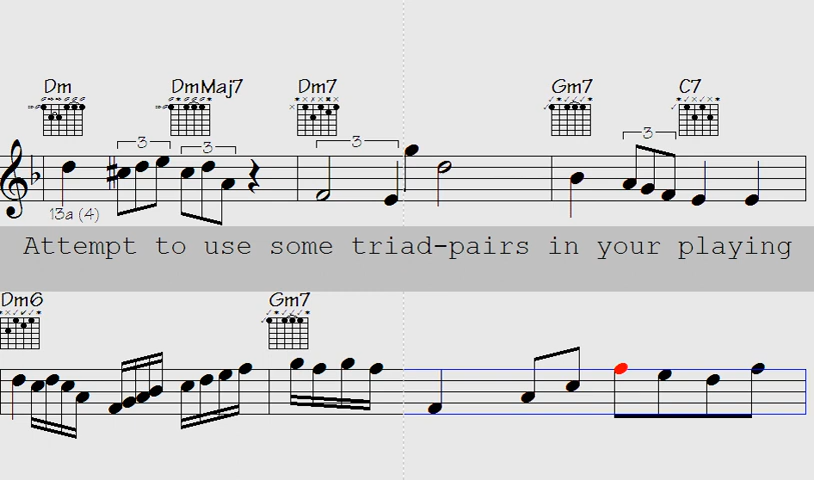 Dm DmMaj7 Dm7 Gm7 C7
3 3 3 3
13a (4)
Attempt to use some triad-pairs in your playing
Dm6 Gm7